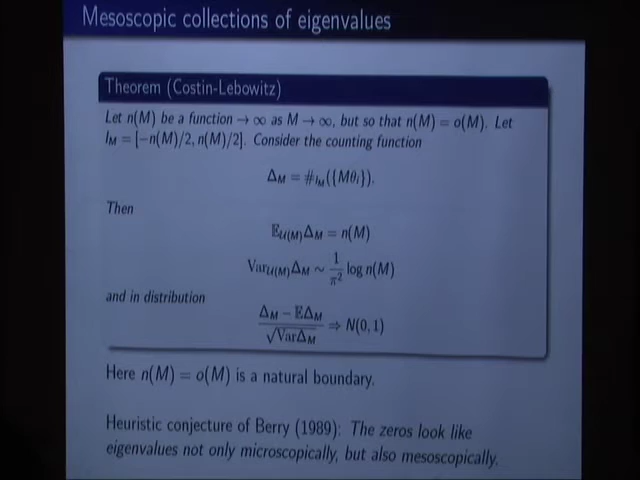 Mesoscopic collections of eigenvalues
Theorem (Costin-Lebowitz)
Let n(M) be a function → ∞ as M → ∞, but so that n(M) = o(M). Let
I_M = [−n(M)/2, n(M)/2]. Consider the counting function
Δ_M = #_{I_M}({Mθ_i}).
Then
𝔼_{U(M)}Δ_M = n(M)
Var_{U(M)}Δ_M ∼ 1/π² log n(M)
and in distribution
(Δ_M − 𝔼Δ_M)/√VarΔ_M ⇒ N(0, 1)
Here n(M) = o(M) is a natural boundary.
Heuristic conjecture of Berry (1989): The zeros look like
eigenvalues not only microscopically, but also mesoscopically.